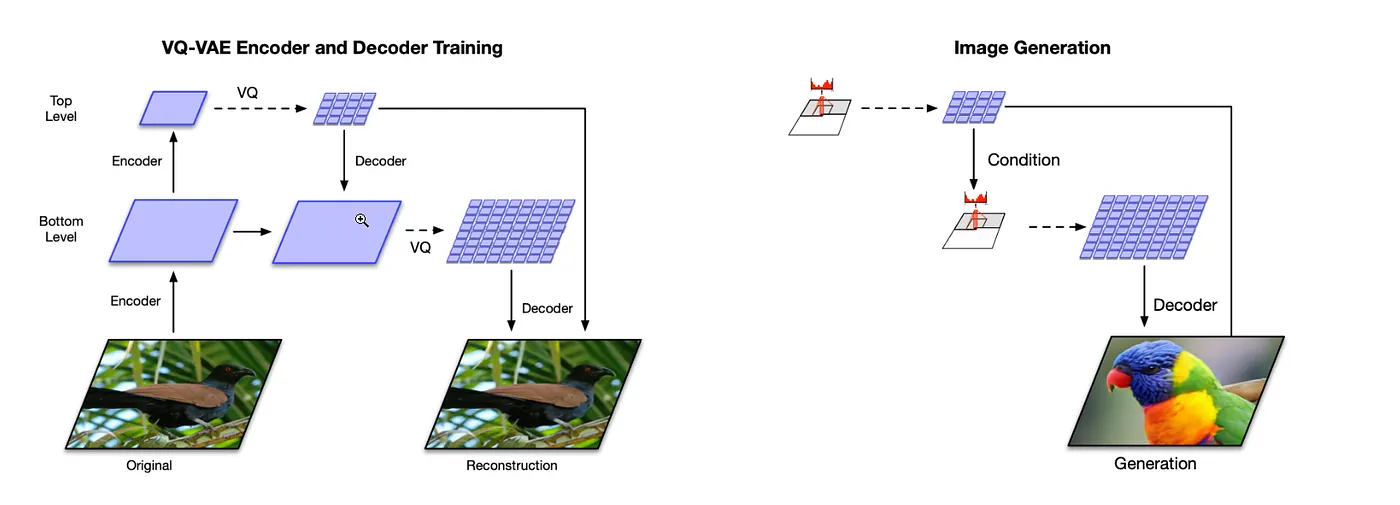 VQ-VAE Encoder and Decoder Training
Top
Level
VQ
Encoder
Decoder
Bottom
Level
VQ
Encoder
Decoder
Original
Reconstruction
Image Generation
Condition
Decoder
Generation